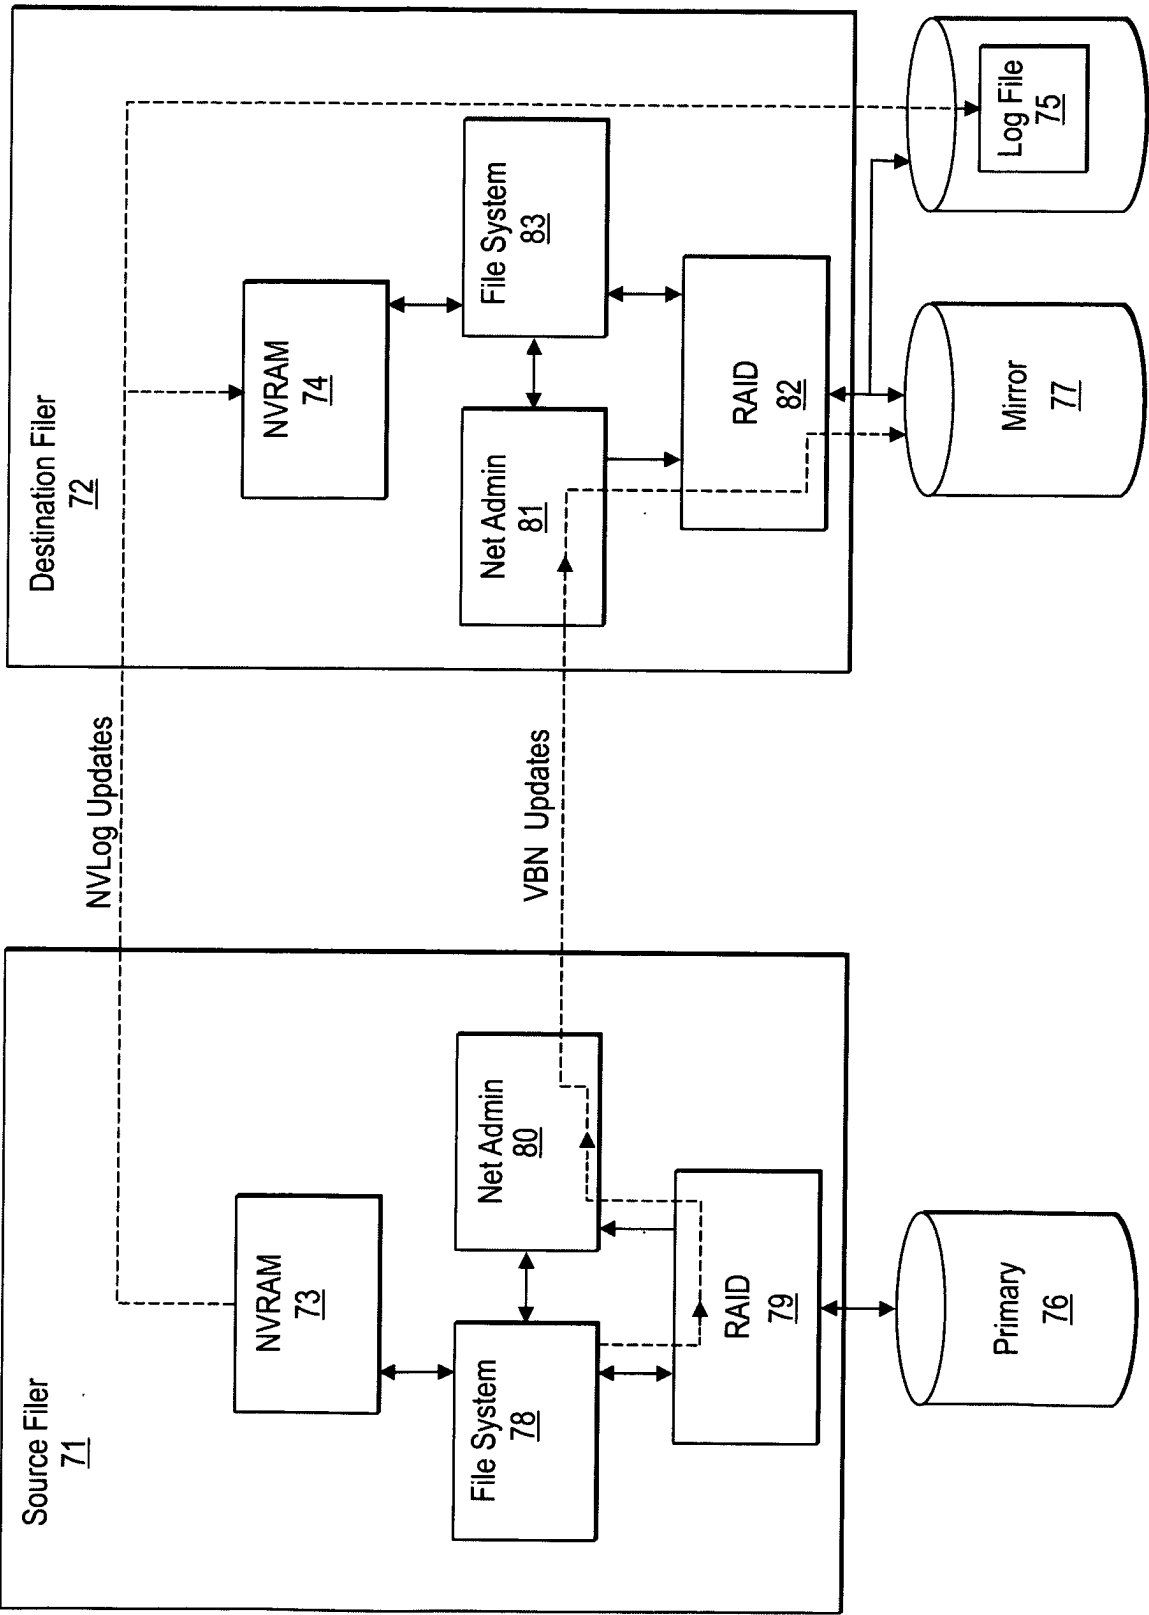 Source Filer
71
NVRAM
73
File System
78
Net Admin
80
RAID
79
Primary
76
NVLog Updates
VBN Updates
Destination Filer
72
NVRAM
74
Net Admin
81
File System
83
RAID
82
Mirror
77
Log File
75